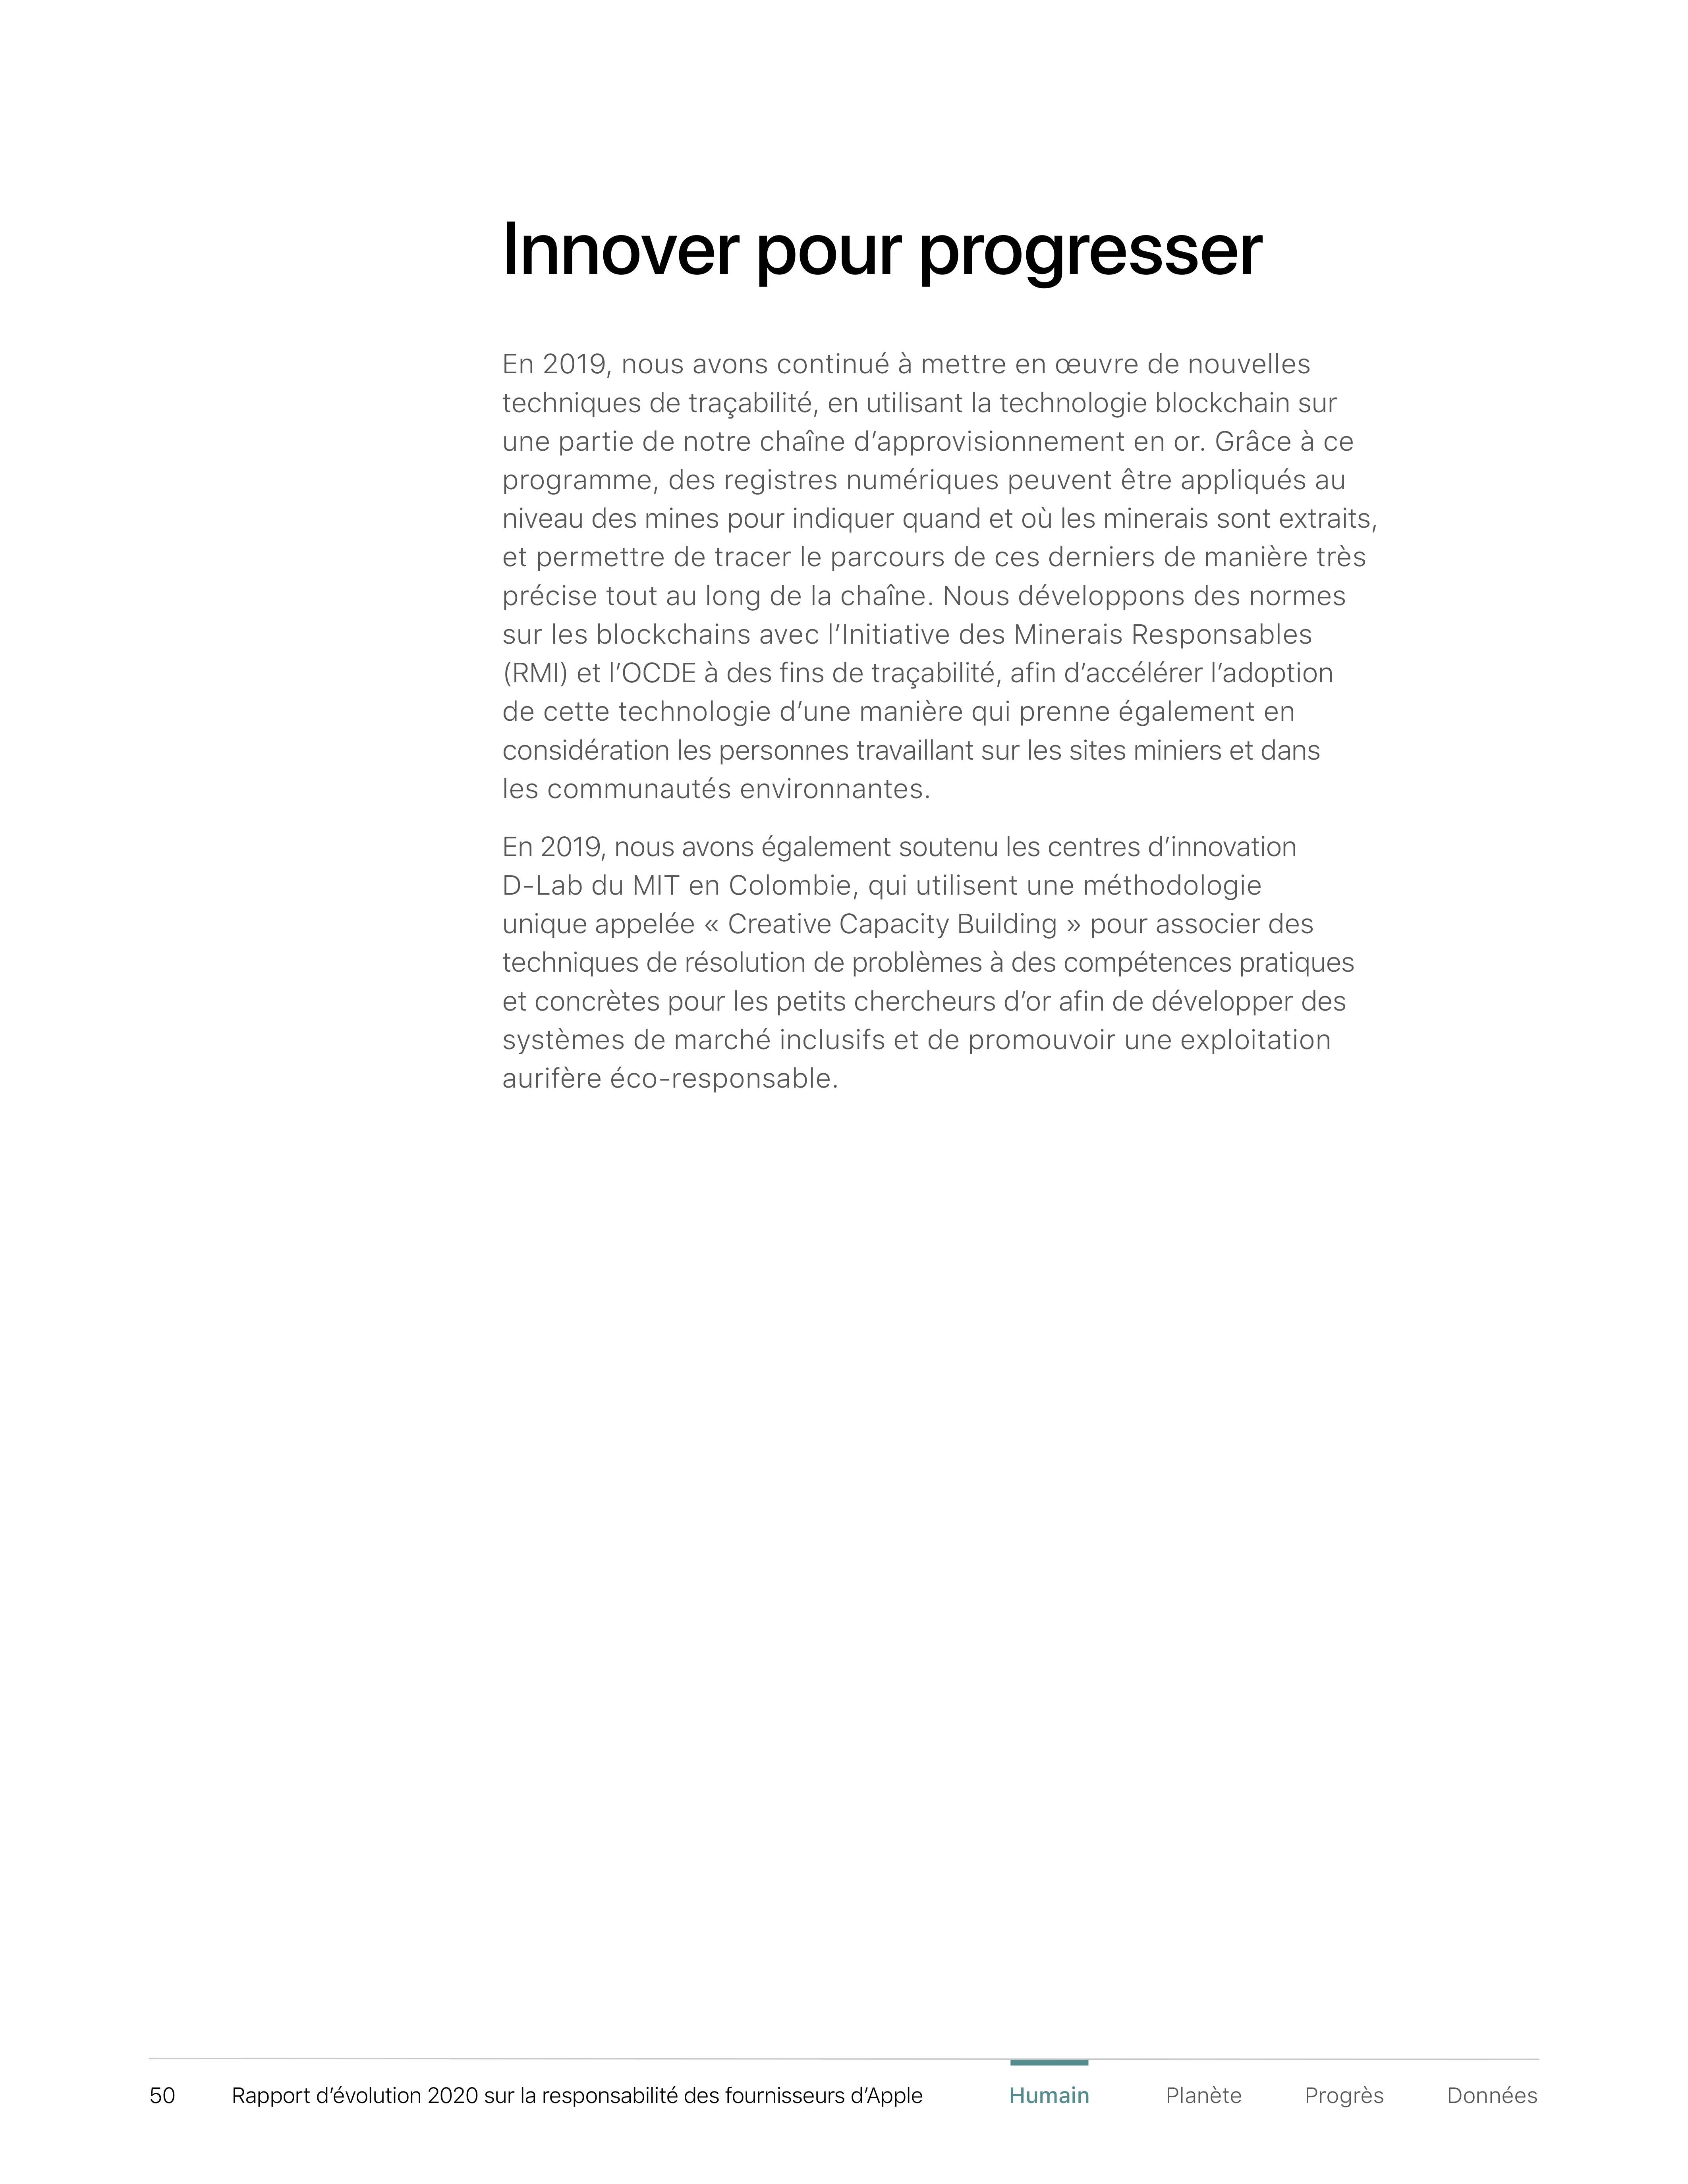 Innover pour progresser
En 2019, nous avons continué à mettre en œuvre de nouvelles
techniques de traçabilité, en utilisant la technologie blockchain sur
une partie de notre chaîne d’approvisionnement en or. Grâce à ce
programme, des registres numériques peuvent être appliqués au
niveau des mines pour indiquer quand et où les minerais sont extraits,
et permettre de tracer le parcours de ces derniers de manière très
précise tout au long de la chaîne. Nous développons des normes
sur les blockchains avec l’Initiative des Minerais Responsables
(RMI) et l’OCDE à des fins de traçabilité, afin d’accélérer l’adoption
de cette technologie d’une manière qui prenne également en
considération les personnes travaillant sur les sites miniers et dans
les communautés environnantes.
En 2019, nous avons également soutenu les centres d’innovation
D-Lab du MIT en Colombie, qui utilisent une méthodologie
unique appelée « Creative Capacity Building » pour associer des
techniques de résolution de problèmes à des compétences pratiques
et concrètes pour les petits chercheurs d’or afin de développer des
systèmes de marché inclusifs et de promouvoir une exploitation
aurifère éco-responsable.
50 Rapport d’évolution 2020 sur la responsabilité des fournisseurs d’Apple Humain Planète Progrès Données